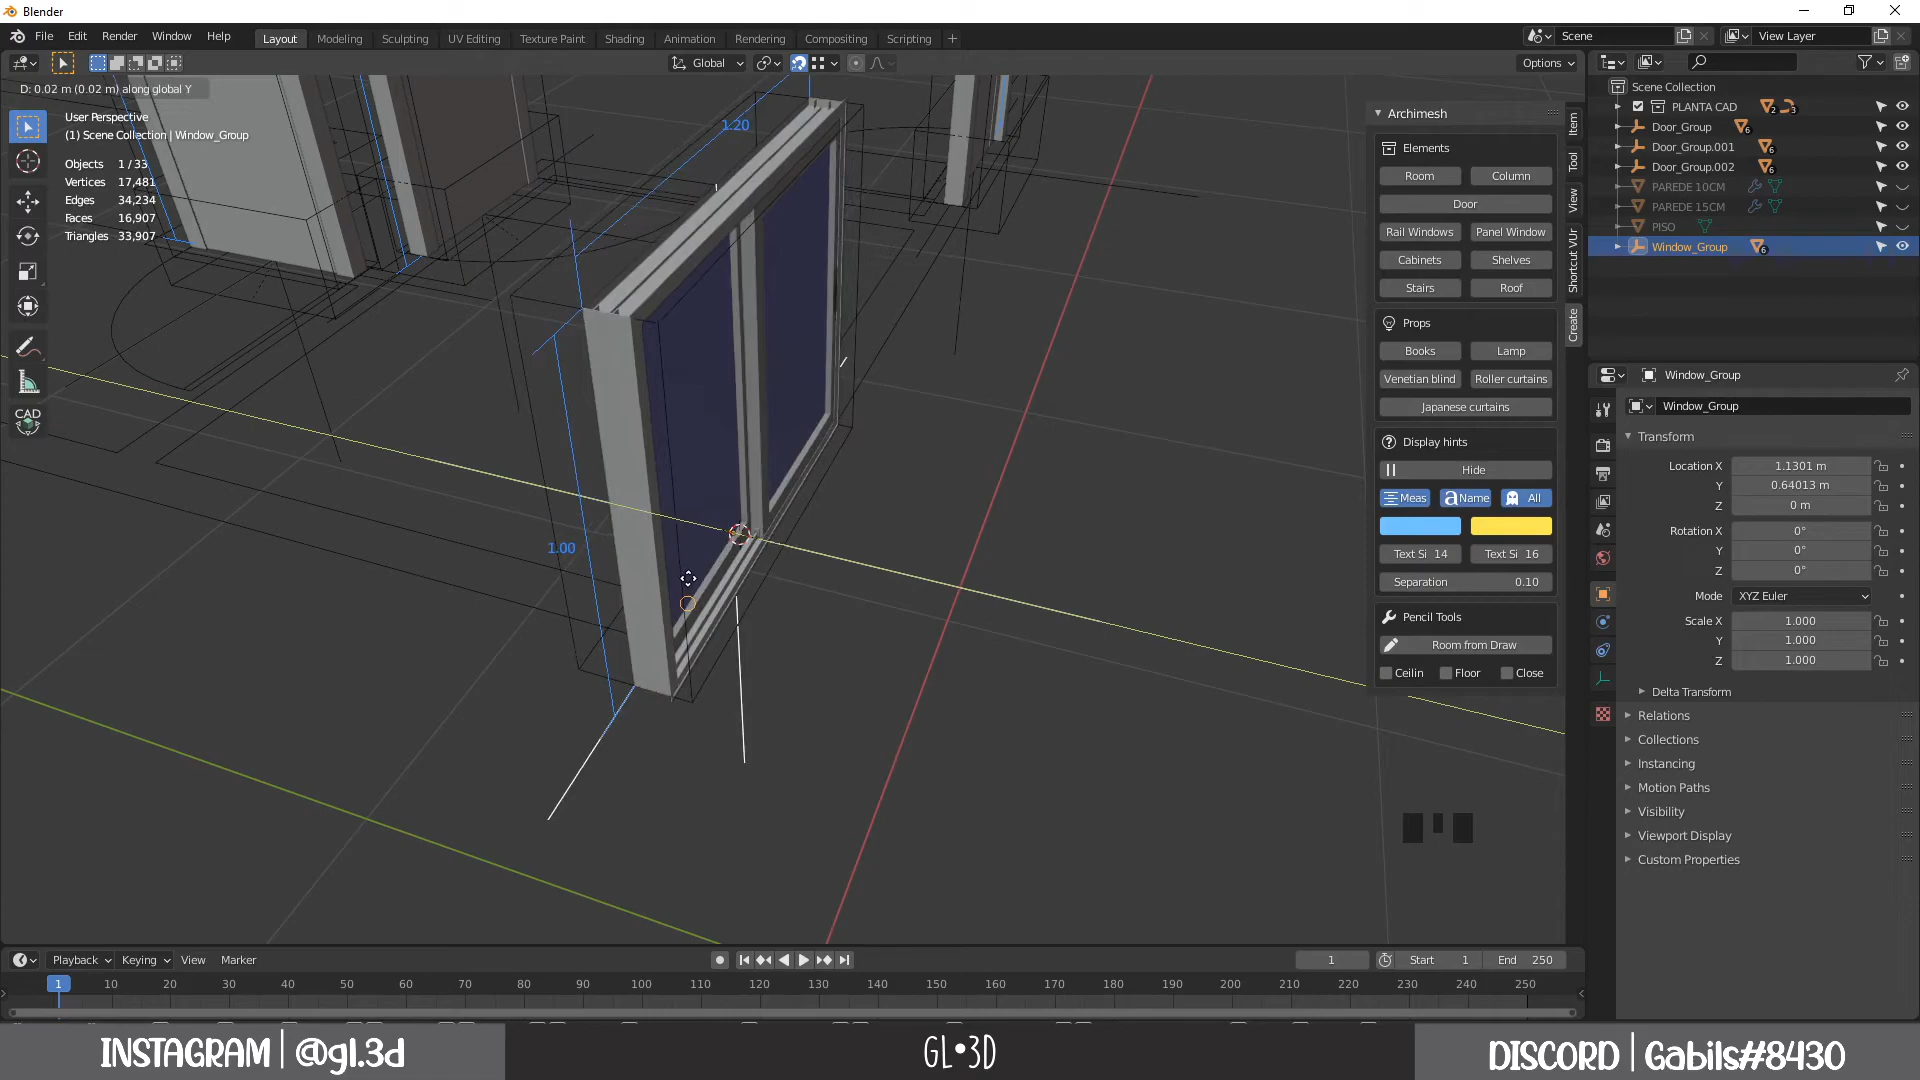 Blender
File Edit Render Window Help Layout Modeling Sculpting UV Editing Texture Paint Shading Animation Rendering Compositing Scripting + Scene View Layer
Global Options
D: 0.02 m (0.02 m) along global Y
User Perspective
(1) Scene Collection | Window_Group
Objects 1 / 33
Vertices 17,481
Edges 34,234
Faces 16,907
Triangles 33,907
CAD
1.20
1.00
Archimesh
Elements
Room Column
Door
Rail Windows Panel Window
Cabinets Shelves
Stairs Roof
Props
Books Lamp
Venetian blind Roller curtains
Japanese curtains
Display hints
Hide
Meas Name All
Text Si 14 Text Si 16
Separation 0.10
Pencil Tools
Room from Draw
Ceilin Floor Close
Item
Tool
View
Shortcut VUr
Create
Scene Collection
PLANTA CAD 2 3
Door_Group 6
Door_Group.001 6
Door_Group.002 6
PAREDE 10CM
PAREDE 15CM
PISO
Window_Group 6
Window_Group
Window_Group
Transform
Location X 1.1301 m
Y 0.64013 m
Z 0 m
Rotation X 0°
Y 0°
Z 0°
Mode XYZ Euler
Scale X 1.000
Y 1.000
Z 1.000
Delta Transform
Relations
Collections
Instancing
Motion Paths
Visibility
Viewport Display
Custom Properties
Playback Keying View Marker 1 Start 1 End 250
1 10 20 30 40 50 60 70 80 90 100 110 120 130 140 150 160 170 180 190 200 210 220 230 240 250
INSTAGRAM | @gl.3d GL•3D DISCORD | Gabils#8430